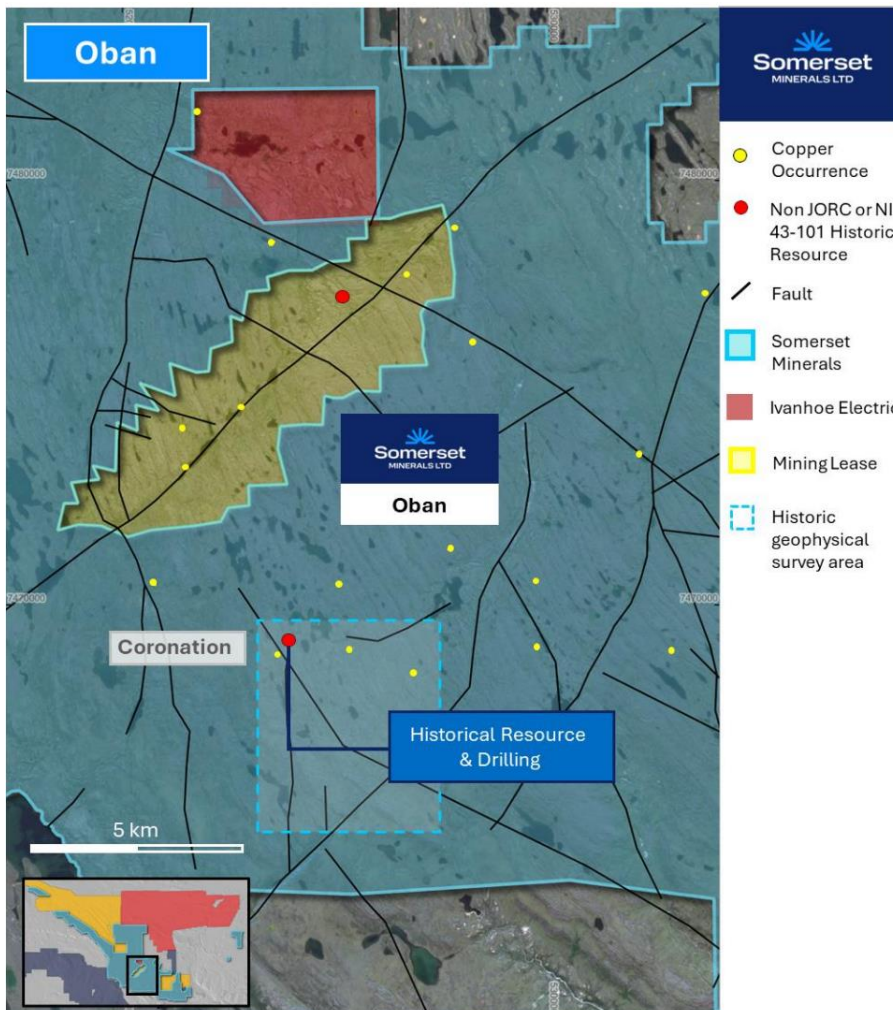 Oban
550000
Somerset
MINERALS LTD
7480000
7480000
Copper
Occurrence
Non JORC or NI
43-101 Historic
Resource
Fault
Somerset
Minerals
Ivanhoe Electric
Mining Lease
Historic
geophysical
survey area
Somerset
MINERALS LTD
Oban
7470000
7470000
Coronation
Historical Resource
& Drilling
5 km
550000